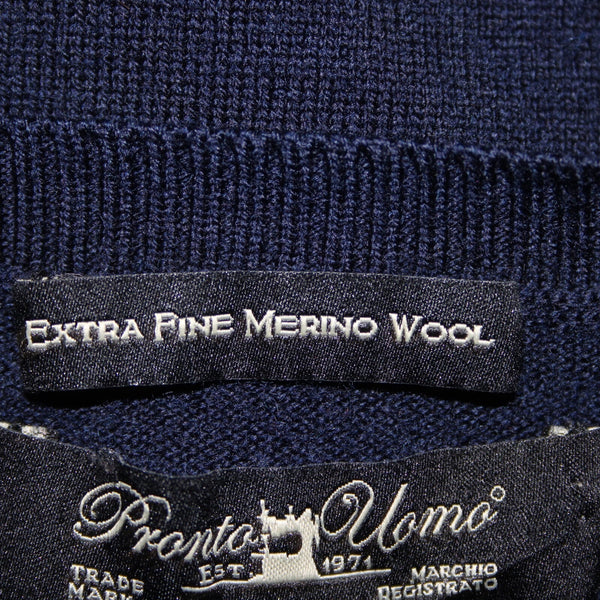 EXTRA FINE MERINO WOOL
Pronto Uomo
EST. 1971
TRADE MARK
MARCHIO REGISTRATO